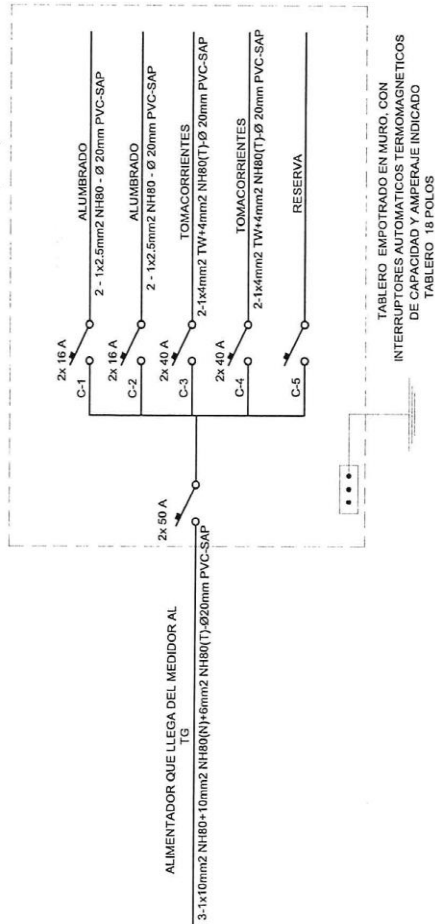 ALIMENTADOR QUE LLEGA DEL MEDIDOR AL
TG
3-1x10mm2 NH80+10mm2 NH80(N)+6mm2 NH80(T)-Ø20mm PVC-SAP
2x 50 A
2x 16 A
C-1
ALUMBRADO
2 - 1x2.5mm2 NH80 - Ø 20mm PVC-SAP
2x 16 A
C-2
ALUMBRADO
2 - 1x2.5mm2 NH80 - Ø 20mm PVC-SAP
2x 40 A
C-3
TOMACORRIENTES
2-1x4mm2 TW+4mm2 NH80(T)-Ø 20mm PVC-SAP
2x 40 A
C-4
TOMACORRIENTES
2-1x4mm2 TW+4mm2 NH80(T)-Ø 20mm PVC-SAP
C-5
RESERVA
TABLERO EMPOTRADO EN MURO, CON
INTERRUPTORES AUTOMATICOS TERMOMAGNETICOS
DE CAPACIDAD Y AMPERAJE INDICADO
TABLERO 18 POLOS